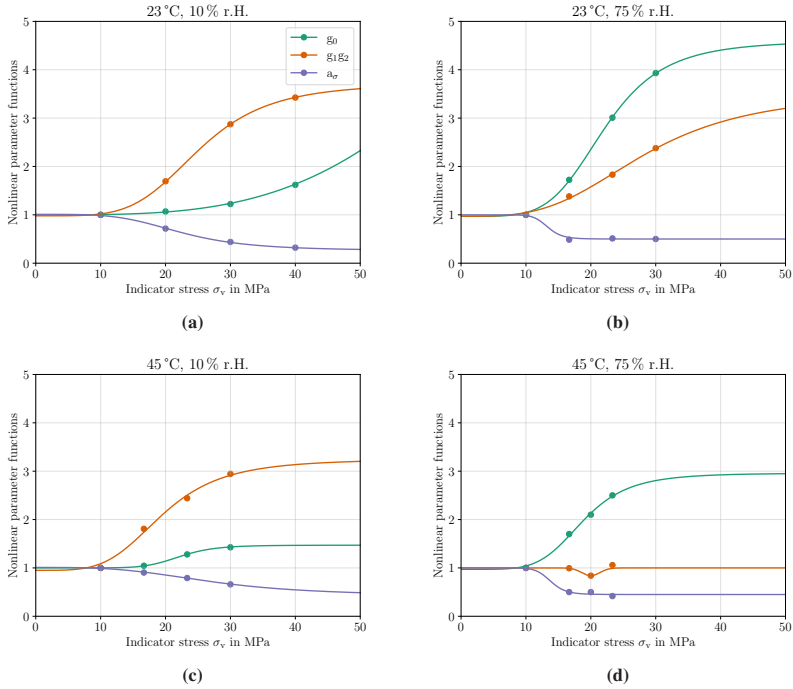 23 °C, 10 % r.H.
5
4
3
2
1
0
Nonlinear parameter functions
g₀
g₁g₂
aσ
0 10 20 30 40 50
Indicator stress σᵥ in MPa
(a)
23 °C, 75 % r.H.
5
4
3
2
1
0
Nonlinear parameter functions
0 10 20 30 40 50
Indicator stress σᵥ in MPa
(b)
45 °C, 10 % r.H.
5
4
3
2
1
0
Nonlinear parameter functions
0 10 20 30 40 50
Indicator stress σᵥ in MPa
(c)
45 °C, 75 % r.H.
5
4
3
2
1
0
Nonlinear parameter functions
0 10 20 30 40 50
Indicator stress σᵥ in MPa
(d)